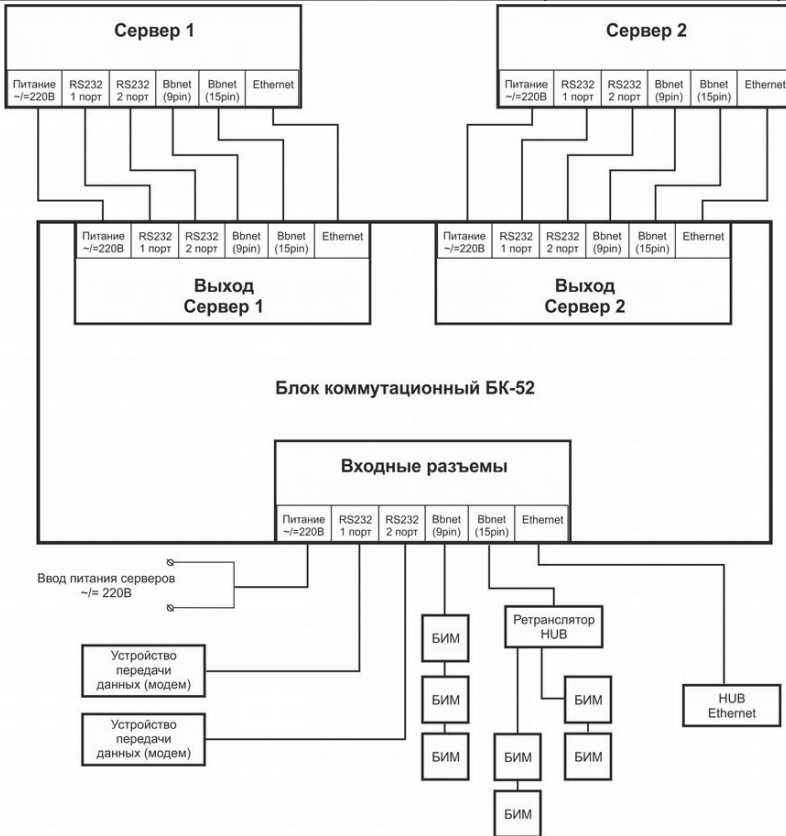 Сервер 1
Питание RS232 RS232 Bbnet Bbnet Ethernet
~/=220В 1 порт 2 порт (9pin) (15pin)
Сервер 2
Питание RS232 RS232 Bbnet Bbnet Ethernet
~/=220В 1 порт 2 порт (9pin) (15pin)
Питание RS232 RS232 Bbnet Bbnet Ethernet
~/=220В 1 порт 2 порт (9pin) (15pin)
Выход
Сервер 1
Питание RS232 RS232 Bbnet Bbnet Ethernet
~/=220В 1 порт 2 порт (9pin) (15pin)
Выход
Сервер 2
Блок коммутационный БК-52
Входные разъемы
Питание RS232 RS232 Bbnet Bbnet Ethernet
~/=220В 1 порт 2 порт (9pin) (15pin)
Ввод питания серверов
~/= 220В
Устройство
передачи
данных (модем)
Устройство
передачи
данных (модем)
БИМ
БИМ
БИМ
Ретранслятор
HUB
БИМ
БИМ
БИМ
БИМ
HUB
Ethernet